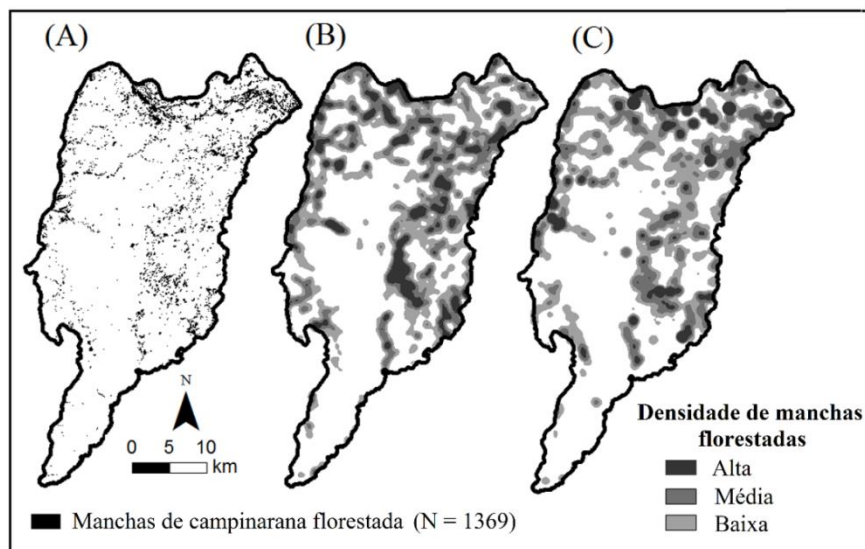 (A)
(B)
(C)
N
0 5 10
km
Densidade de manchas
florestadas
Alta
Média
Baixa
Manchas de campinarana florestada (N = 1369)